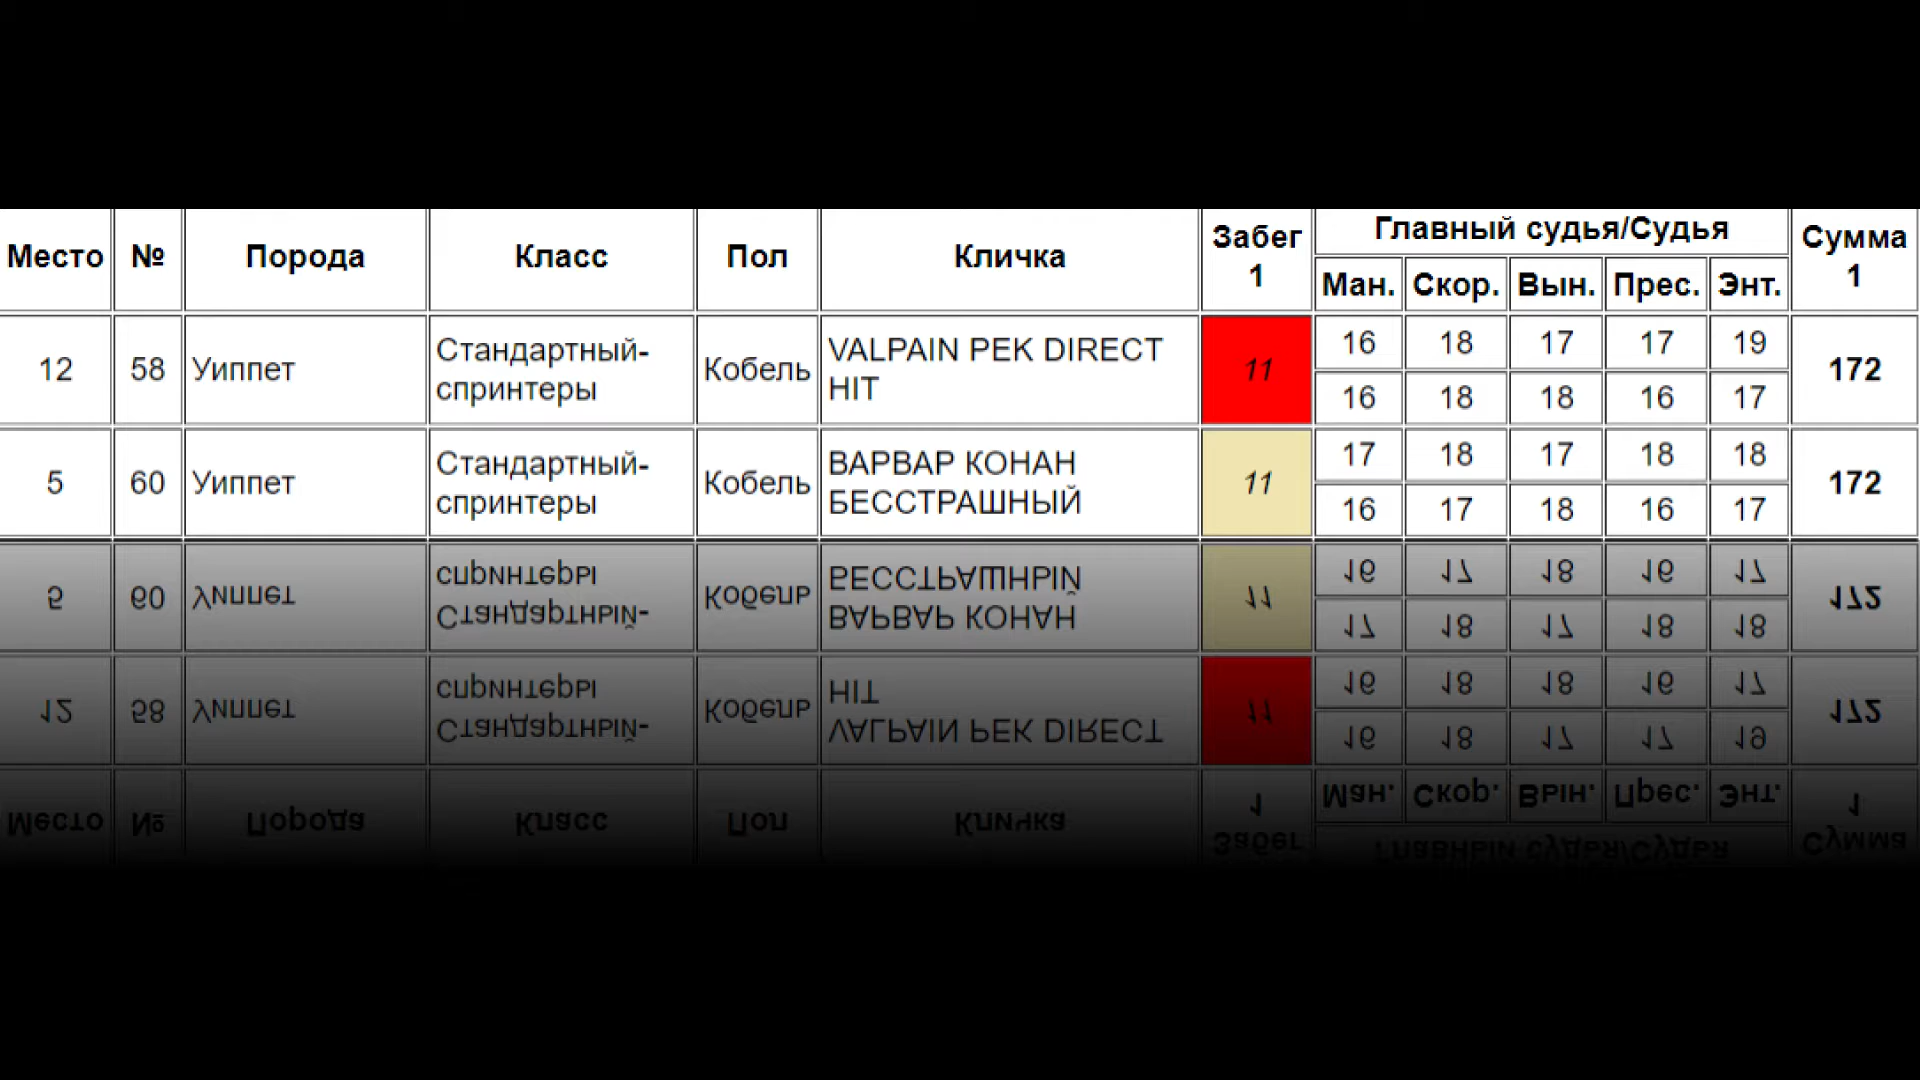 Место № Порода Класс Пол Кличка Забег 1 Главный судья/Судья Сумма 1
Ман. Скор. Вын. Прес. Энт.
12 58 Уиппет Стандартный-спринтеры Кобель VALPAIN PEK DIRECT HIT 11 16 18 17 17 19 172
16 18 18 16 17
5 60 Уиппет Стандартный-спринтеры Кобель ВАРВАР КОНАН БЕССТРАШНЫЙ 11 17 18 17 18 18 172
16 17 18 16 17